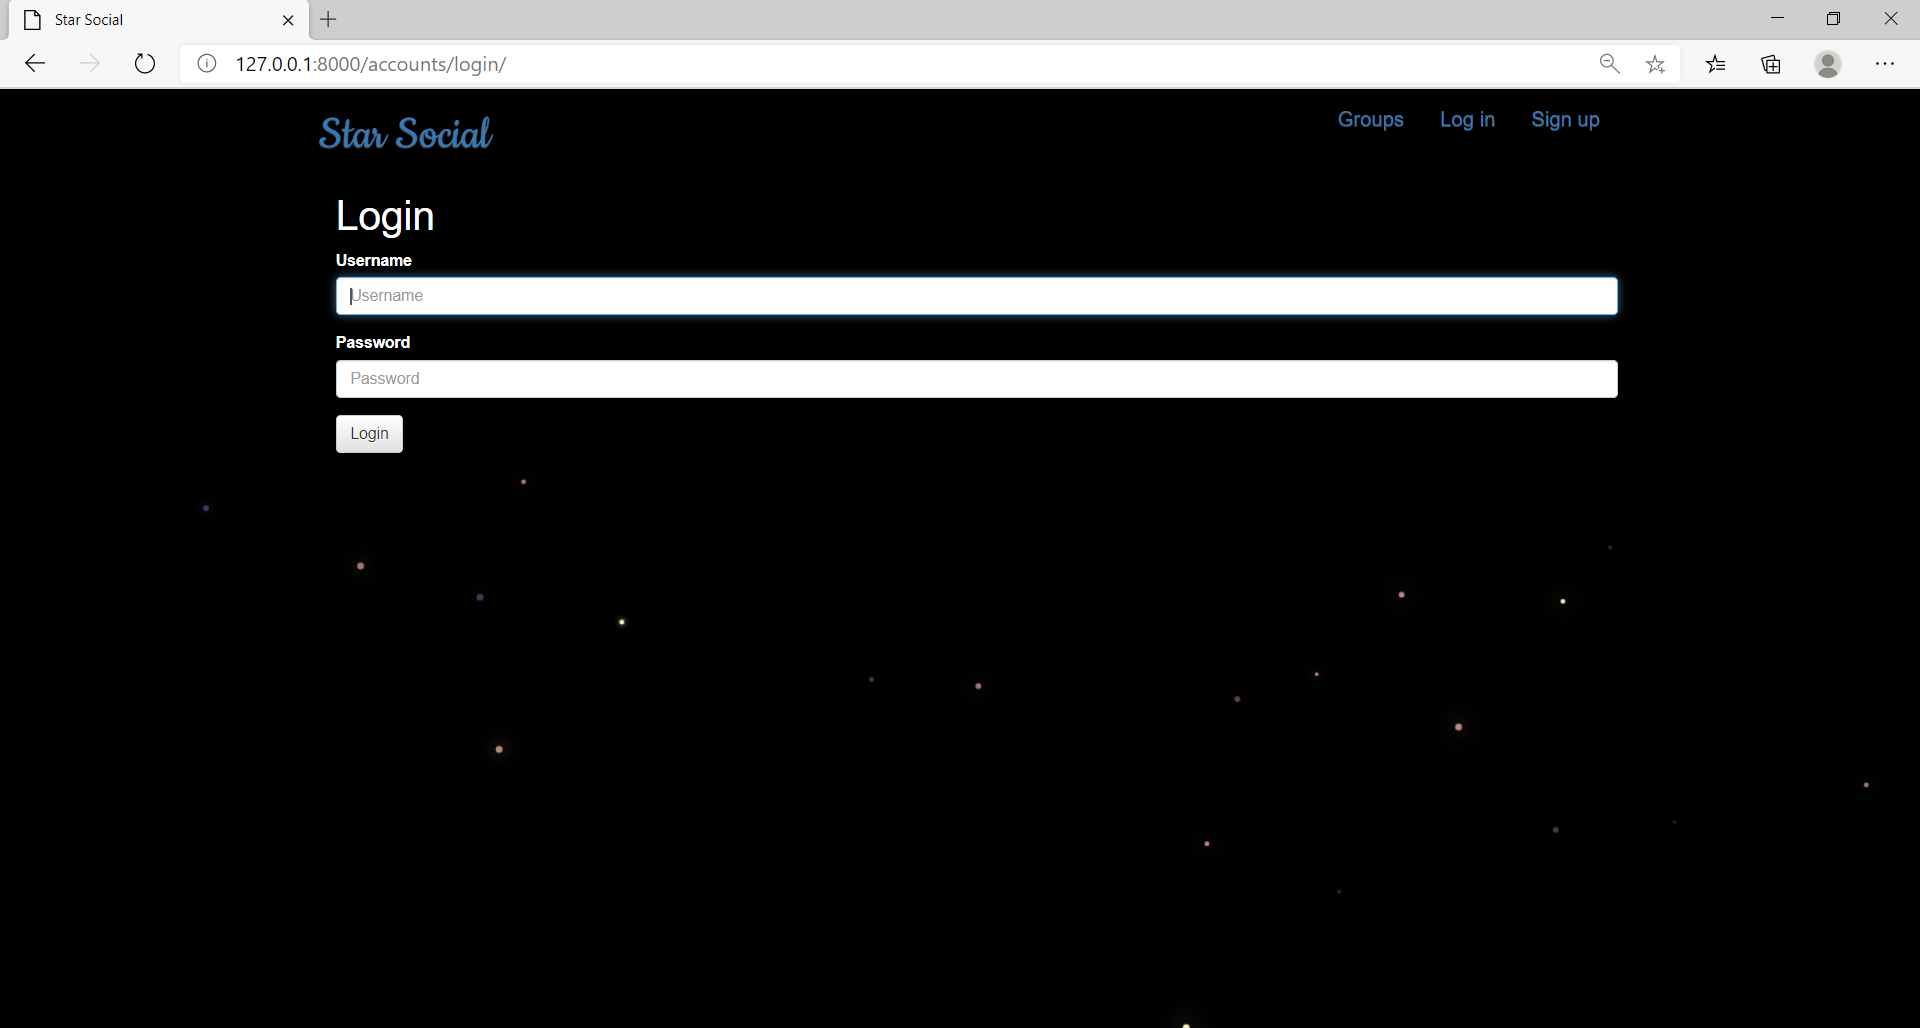 Star Social
127.0.0.1:8000/accounts/login/
Star Social
Groups Log in Sign up
Login
Username
Username
Password
Password
Login